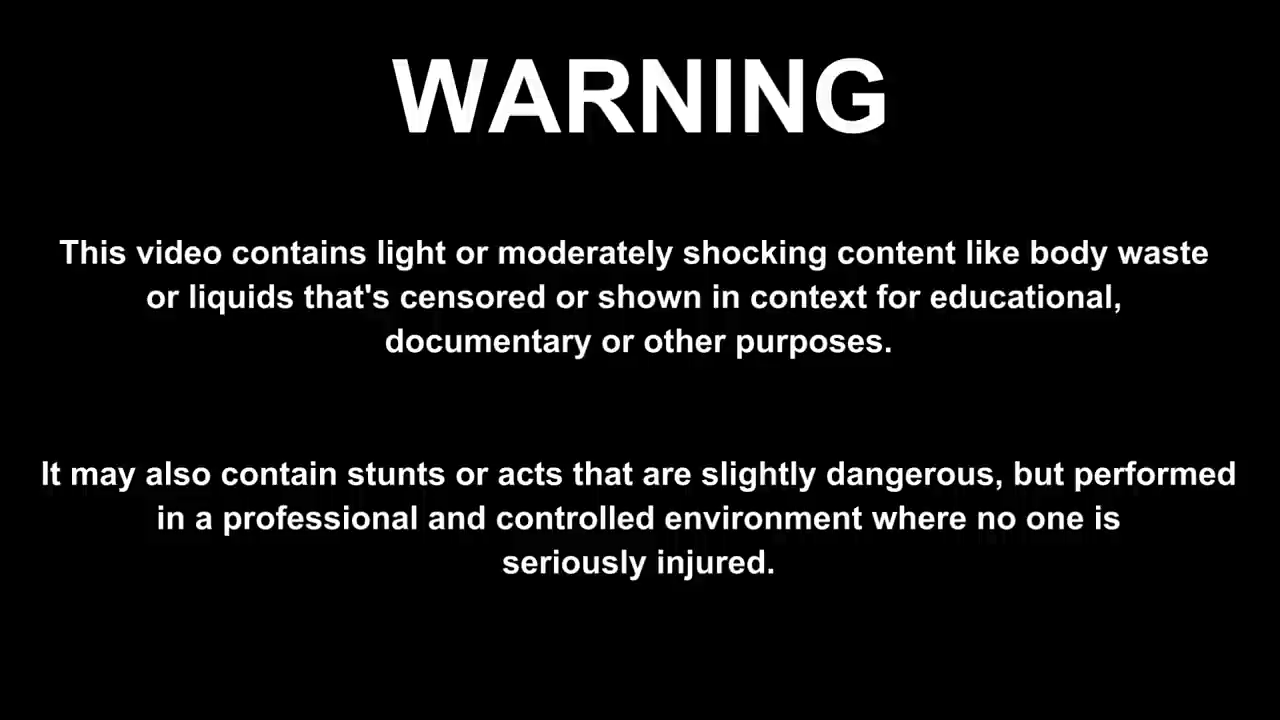 WARNING
This video contains light or moderately shocking content like body waste
or liquids that's censored or shown in context for educational,
documentary or other purposes.
It may also contain stunts or acts that are slightly dangerous, but performed
in a professional and controlled environment where no one is
seriously injured.